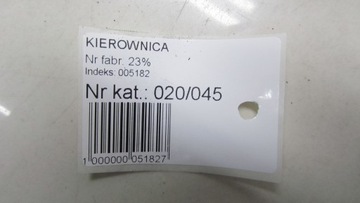 KIEROWNICA
Nr fabr. 23%
Indeks: 005182
Nr kat.: 020/045
1 000000 051827